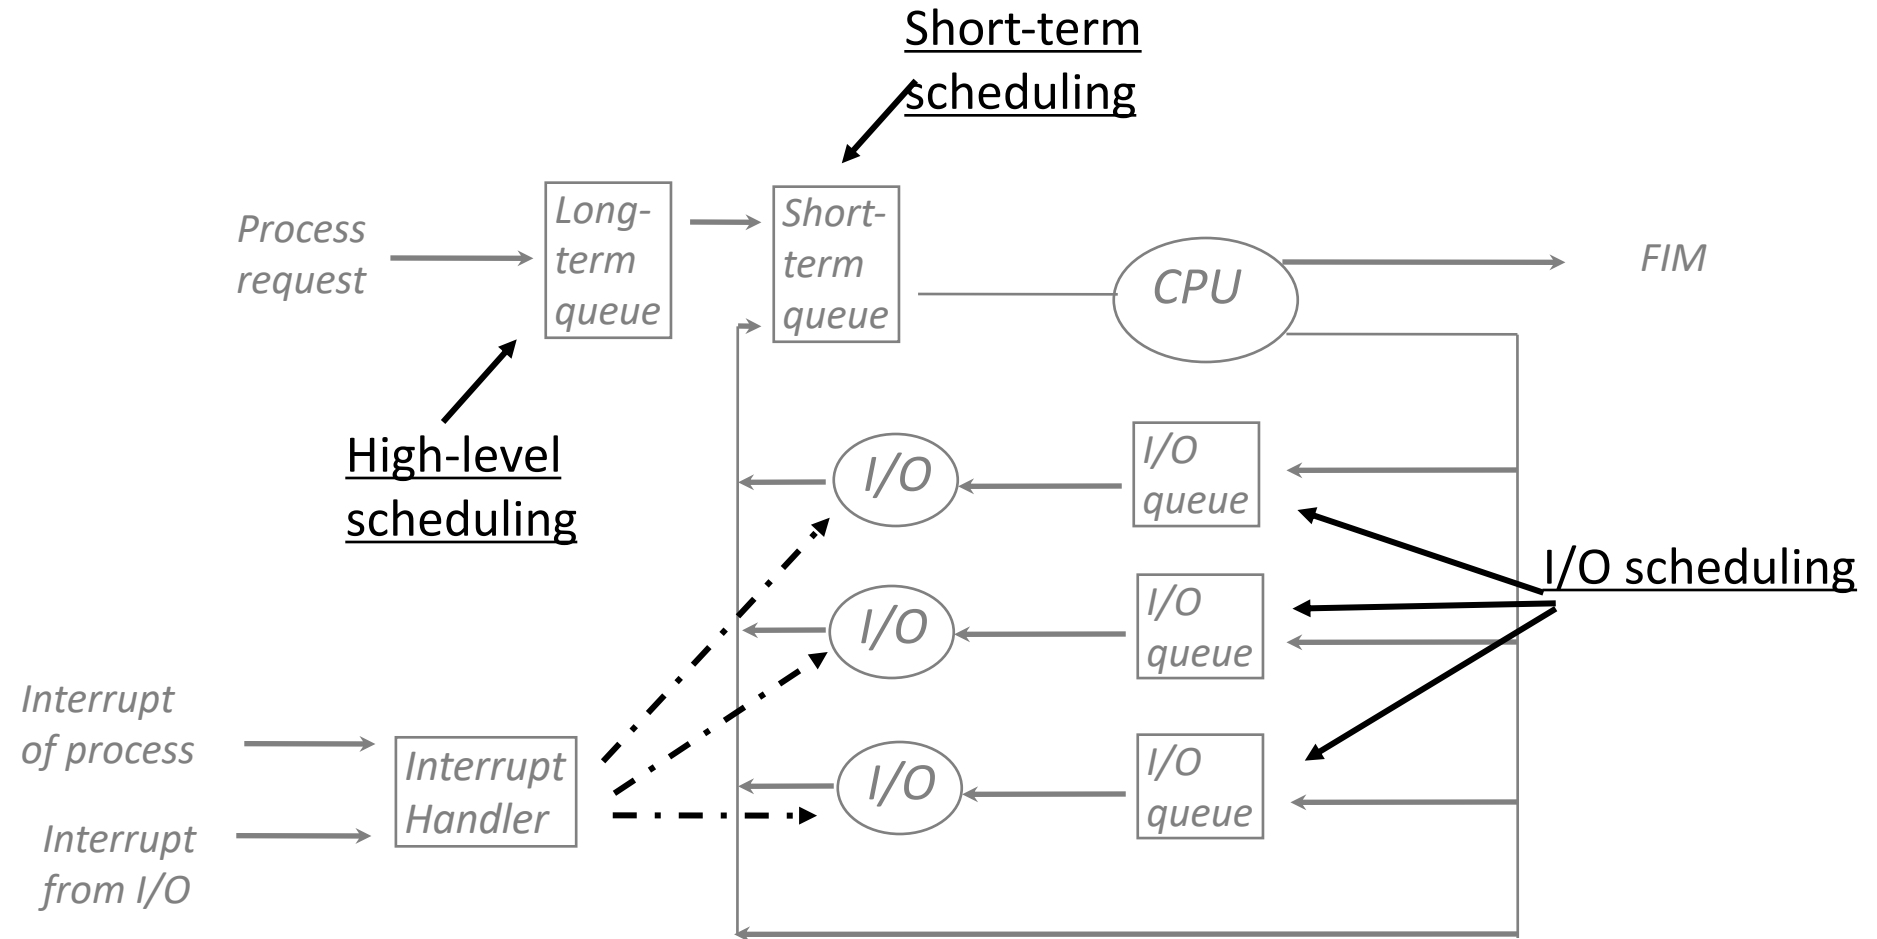 Short-term
scheduling
Process
request
Long-
term
queue
Short-
term
queue
CPU
FIM
High-level
scheduling
I/O
I/O
queue
I/O scheduling
I/O
I/O
queue
Interrupt
of process
Interrupt
Handler
I/O
I/O
queue
Interrupt
from I/O